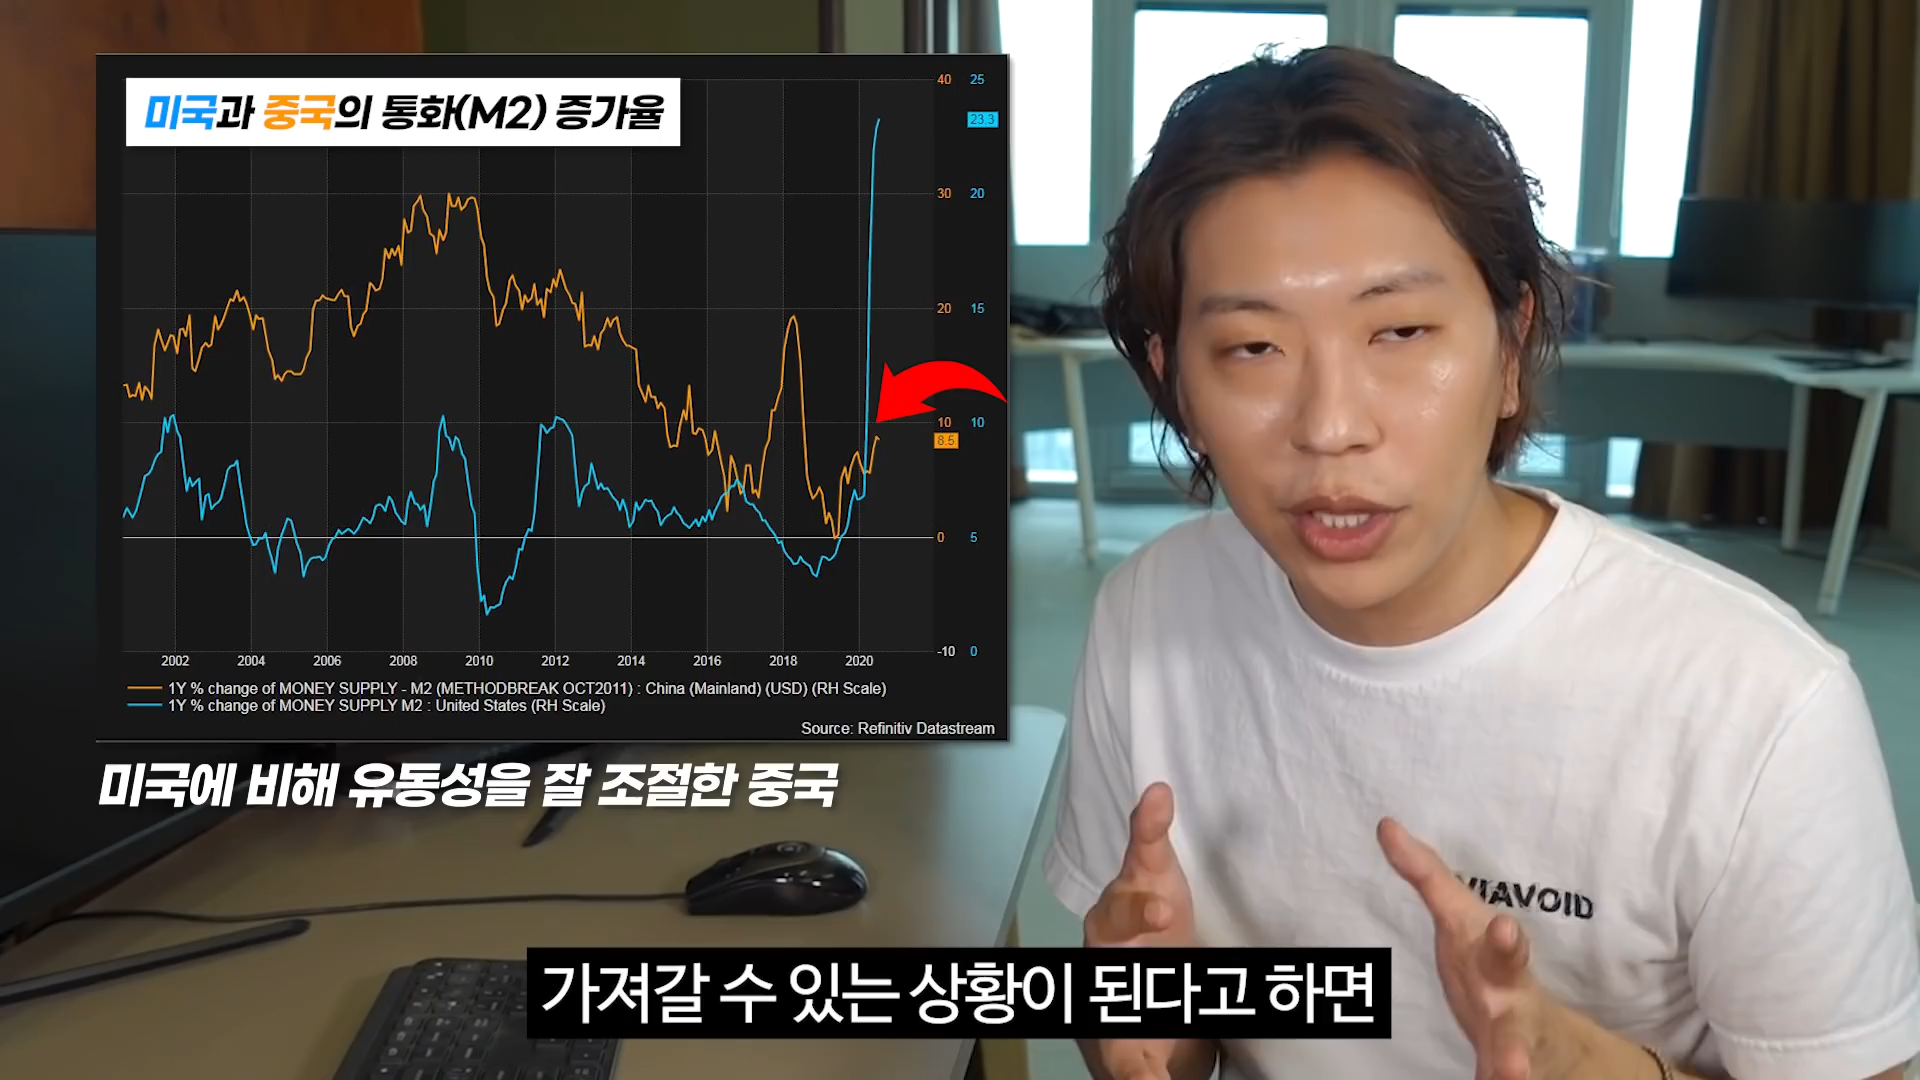 미국과 중국의 통화(M2) 증가율
40 25
23.3
30 20
20 15
10 10
8.5
0 5
-10 0
2002 2004 2006 2008 2010 2012 2014 2016 2018 2020
1Y % change of MONEY SUPPLY - M2 (METHODBREAK OCT2011) : China (Mainland) (USD) (RH Scale)
1Y % change of MONEY SUPPLY M2 : United States (RH Scale)
Source: Refinitiv Datastream
미국에 비해 유동성을 잘 조절한 중국
가져갈 수 있는 상황이 된다고 하면